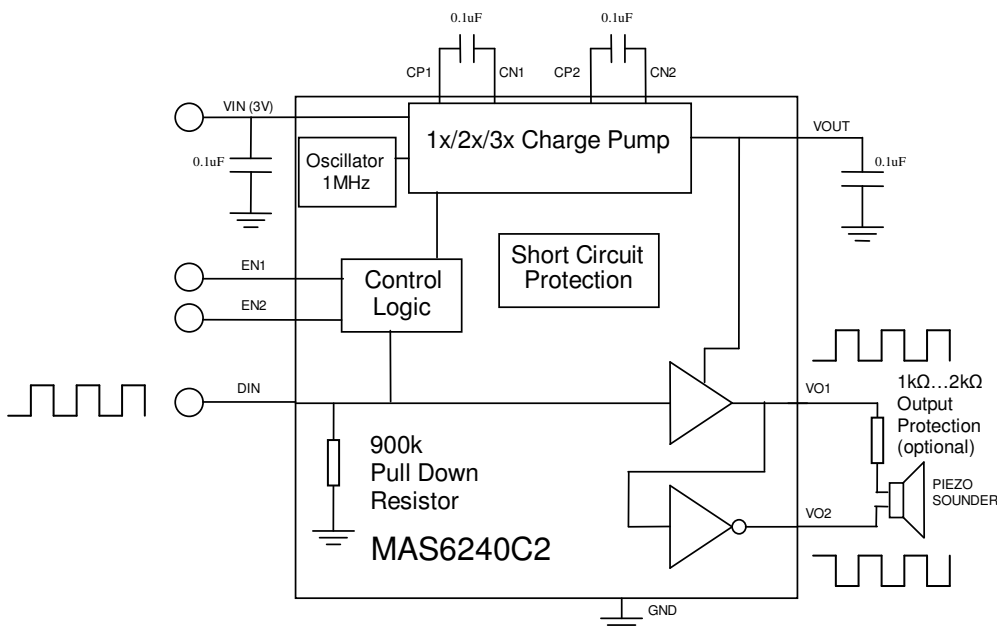 0.1uF
0.1uF
CP1
CN1
CP2
CN2
VIN (3V)
1x/2x/3x Charge Pump
VOUT
0.1uF
Oscillator
1MHz
0.1uF
Short Circuit
Protection
EN1
Control
Logic
EN2
DIN
VO1
1kΩ...2kΩ
Output
Protection
(optional)
900k
Pull Down
Resistor
PIEZO
SOUNDER
VO2
MAS6240C2
GND